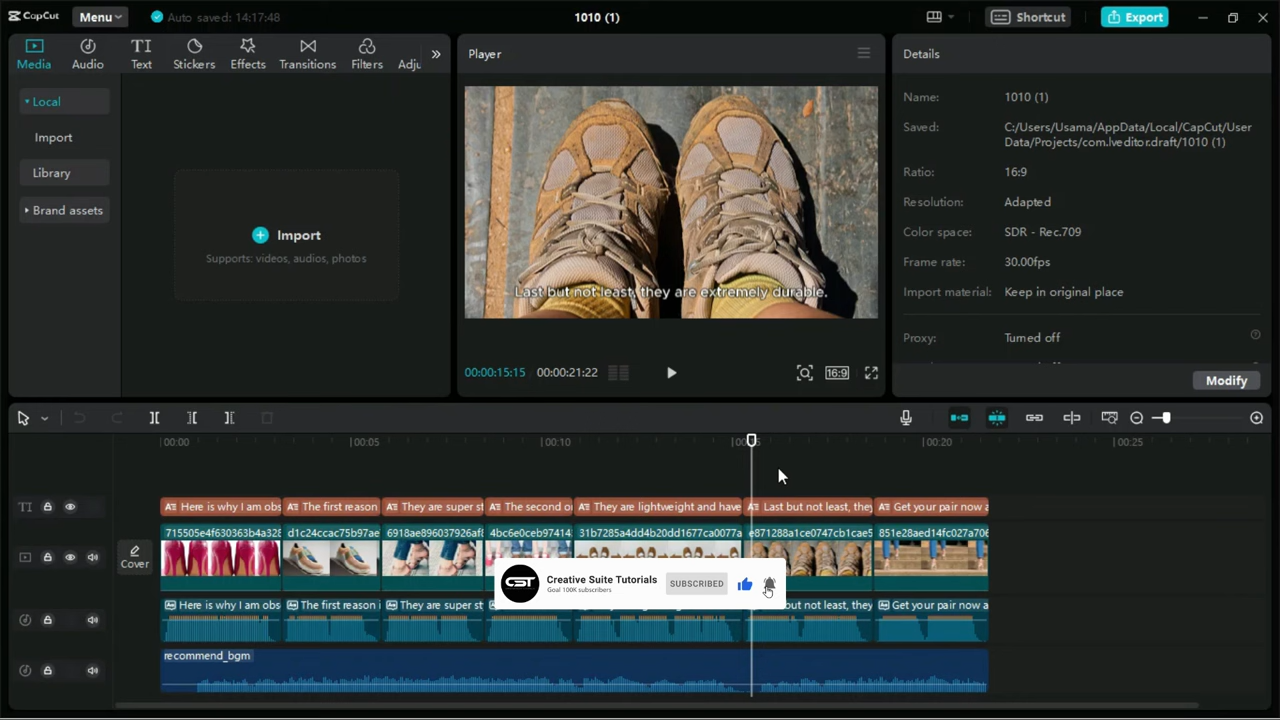 CapCut
Menu
Auto saved: 14:17:48
1010 (1)
Shortcut
Export
Media
Audio
Text
Stickers
Effects
Transitions
Filters
Adju
Local
Import
Library
Brand assets
Import
Supports: videos, audios, photos
Player
Last but not least, they are extremely durable.
00:00:15:15
00:00:21:22
16:9
Details
Name: 1010 (1)
Saved: C:/Users/Usama/AppData/Local/CapCut/User
Data/Projects/com.lveditor.draft/1010 (1)
Ratio: 16:9
Resolution: Adapted
Color space: SDR - Rec.709
Frame rate: 30.00fps
Import material: Keep in original place
Proxy: Turned off
Modify
00:00
00:05
00:10
00:20
00:25
TI
Here is why I am obs
The first reason
They are super st
The second
They are lightweight and have
Last but not least, they
Get your pair now a
Cover
715505e4f630363b4a328
d1c24ccac75b97ae
6918ae896037926af8
4bc6e0ceb97414
31b7285a4dd4b20dd1677ca0077a
e871288a1ce0747cb1cae5
851e28aed14fc027a706
CST
Creative Suite Tutorials
Goal 100K subscribers
SUBSCRIBED
Here is why I am obs
The first reason i
They are super st
but not least, they
Get your pair now a
recommend_bgm